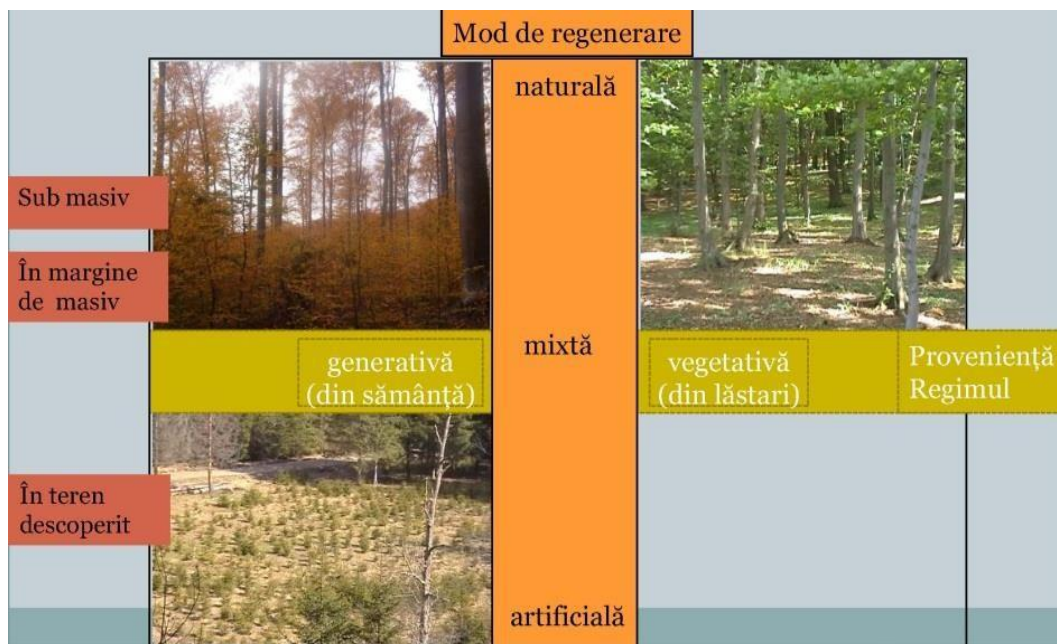 Mod de regenerare
naturală
Sub masiv
În margine
de masiv
mixtă
generativă
(din sămânţă)
vegetativă
(din lăstari)
Proveniență
Regimul
În teren
descoperit
artificială